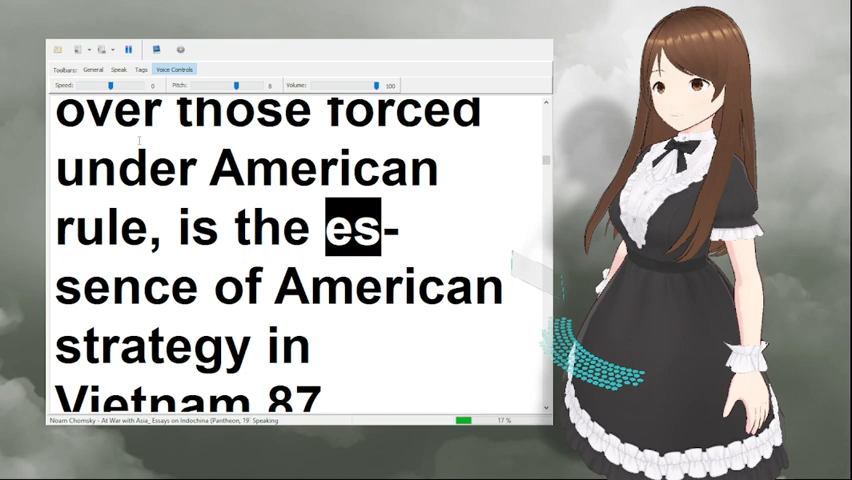 Toolbars: General Speak Tags Voice Controls
Speed: 0 Pitch: 8 Volume: 100
over those forced
under American
rule, is the es-
sence of American
strategy in
Vietnam 87
Noam Chomsky - At War with Asia_ Essays on Indochina (Pantheon, 19 Speaking 17 %